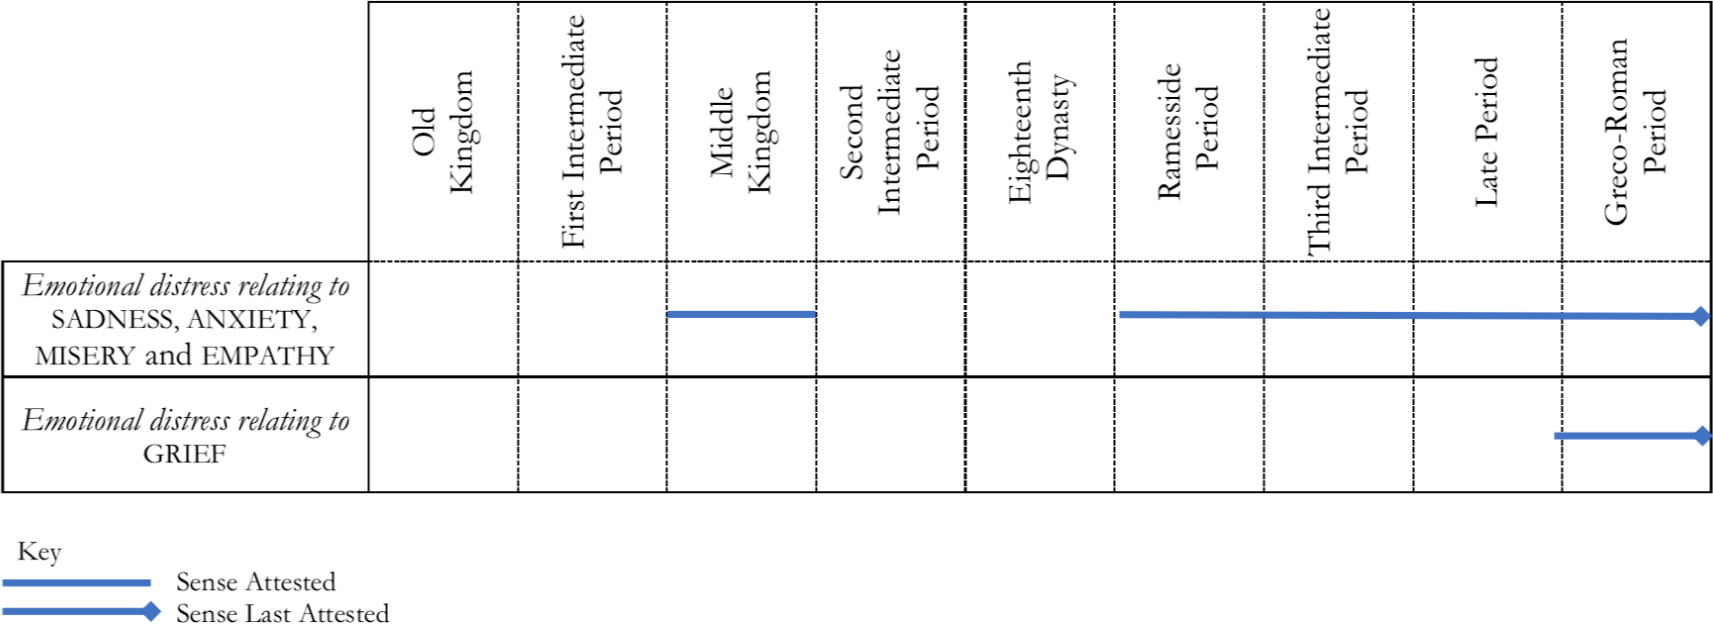 Old
Kingdom
First Intermediate
Period
Middle
Kingdom
Second
Intermediate
Period
Eighteenth
Dynasty
Ramesside
Period
Third Intermediate
Period
Late Period
Greco-Roman
Period
Emotional distress relating to
SADNESS, ANXIETY,
MISERY and EMPATHY
Emotional distress relating to
GRIEF
Key
Sense Attested
Sense Last Attested